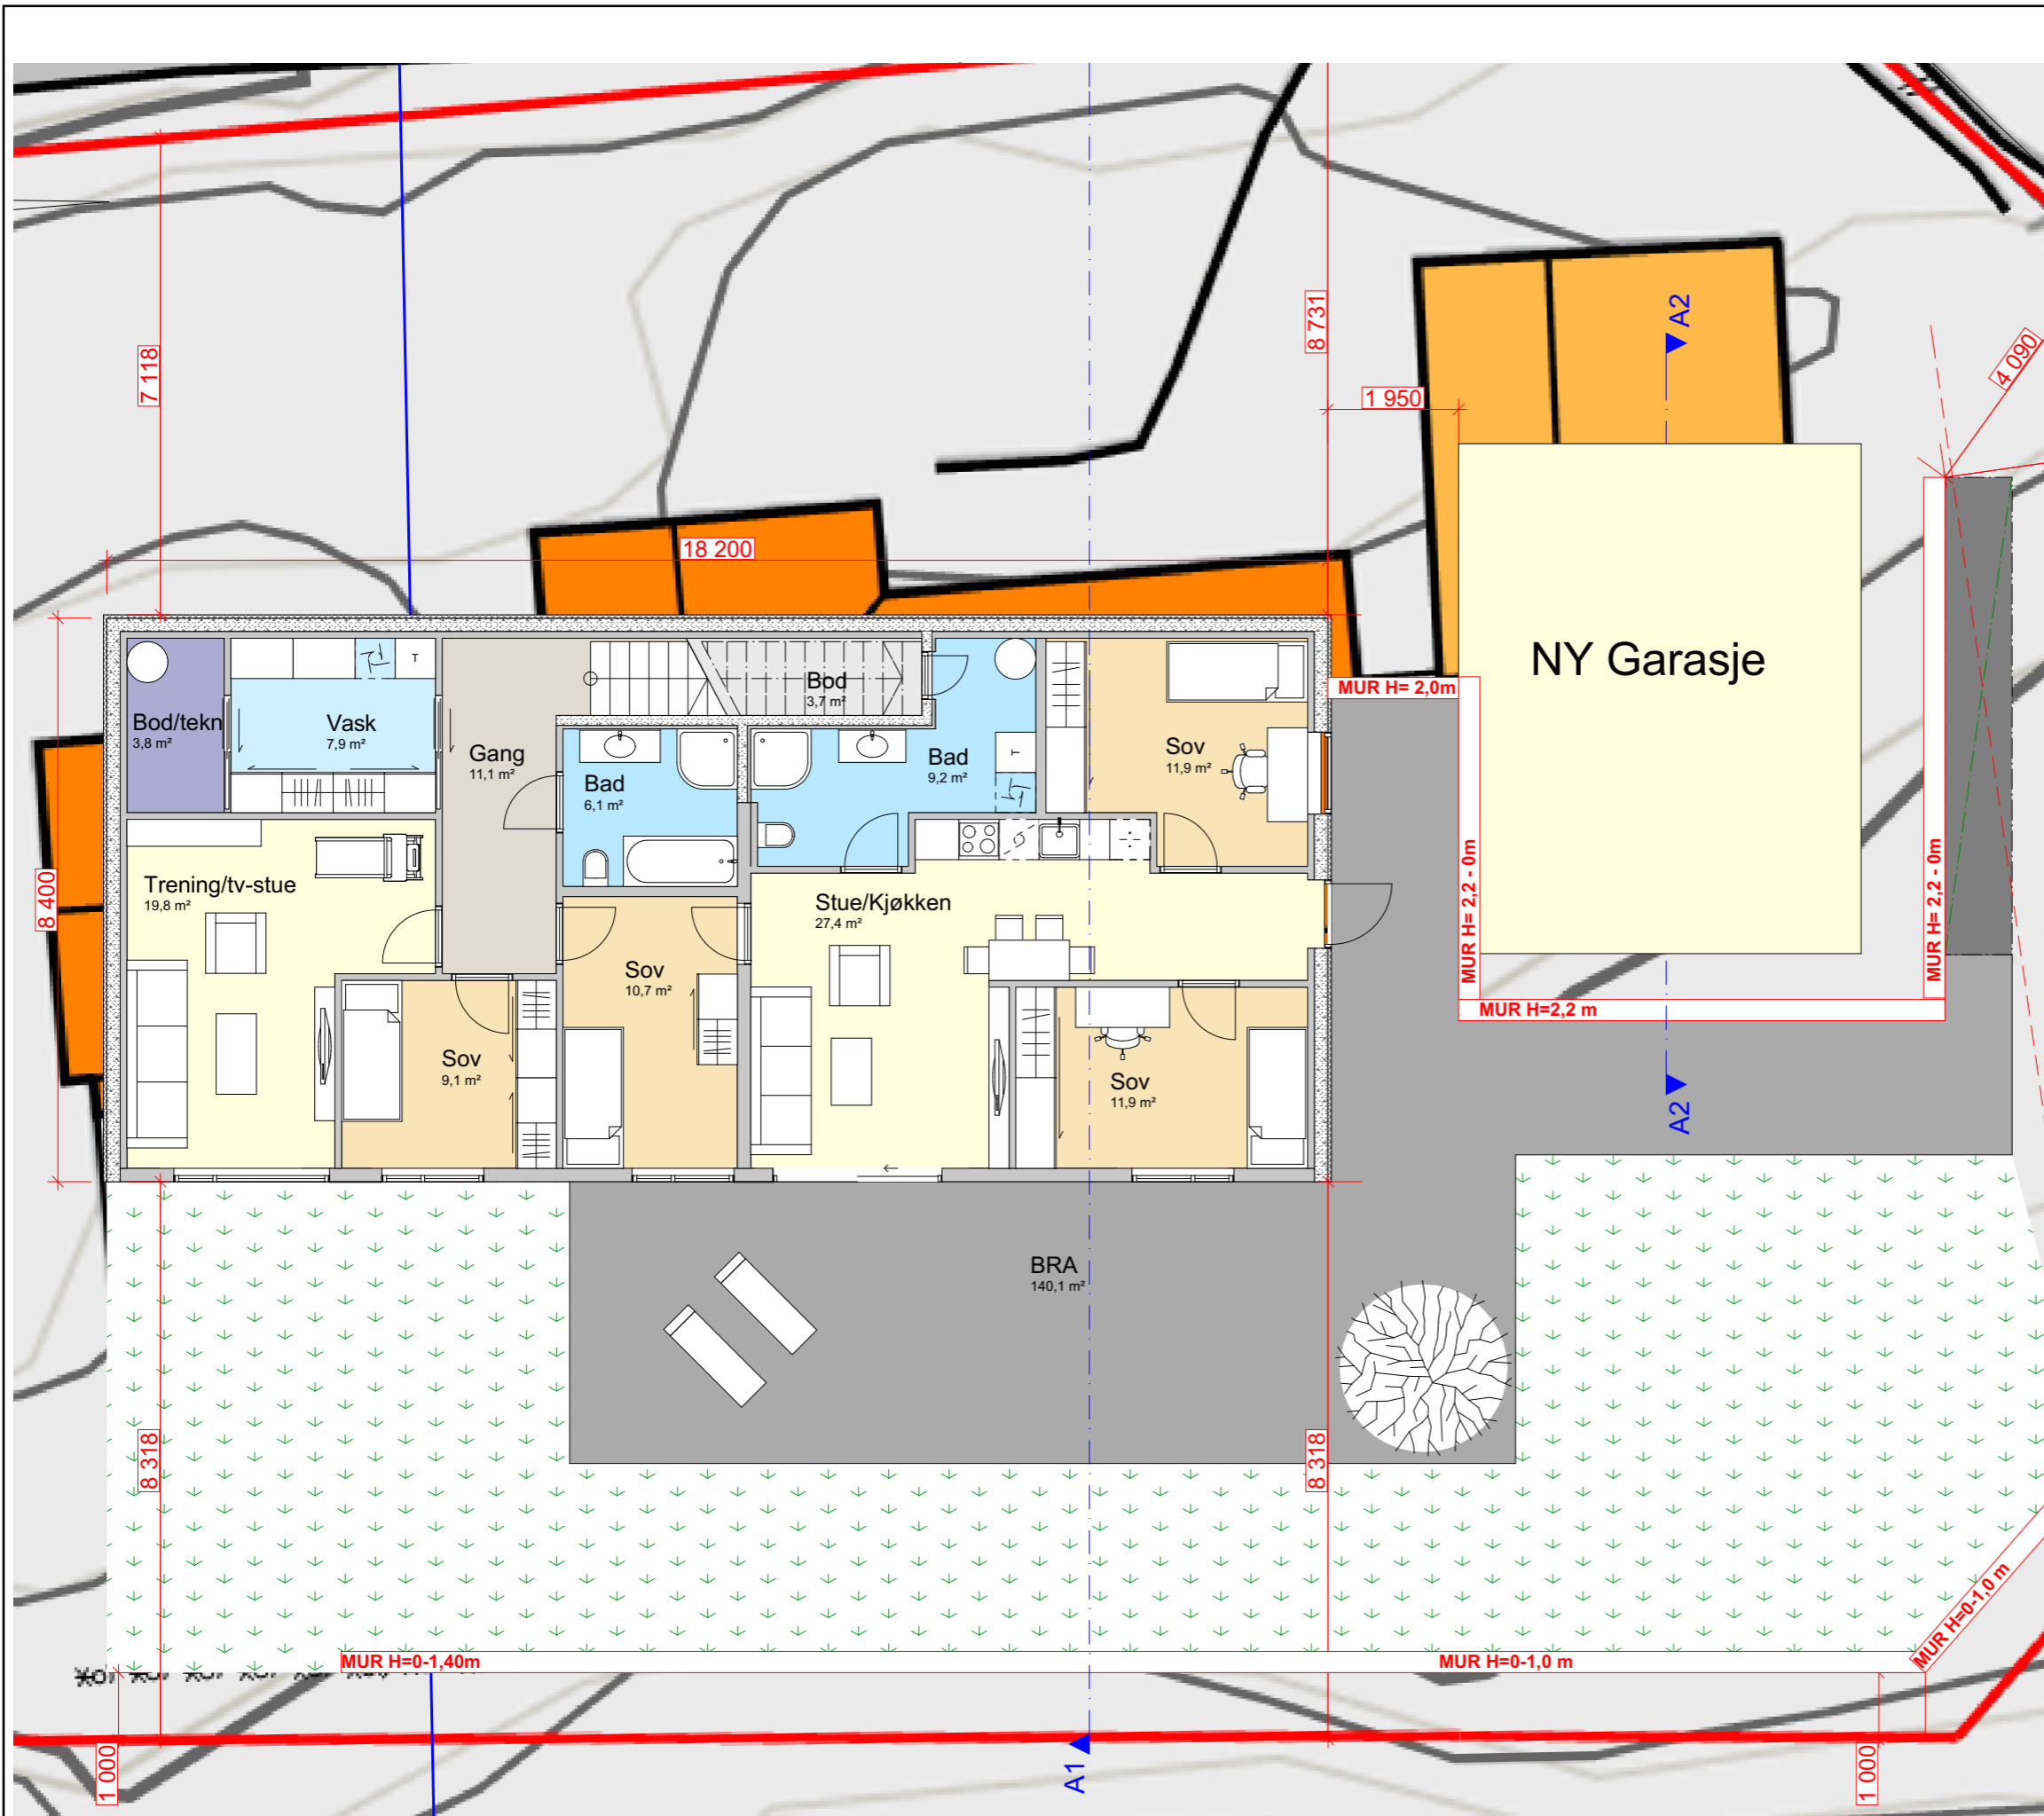 A2
8 731
4 090
7 118
1 950
18 200
NY Garasje
MUR H= 2,0m
Bod
3,7 m²
Bod/tekn
3,8 m²
Vask
7,9 m²
T
Gang
11,1 m²
Bad
6,1 m²
Bad
9,2 m²
T
Sov
11,9 m²
8 400
Trening/tv-stue
19,8 m²
Stue/Kjøkken
27,4 m²
MUR H= 2,2 - 0m
MUR H= 2,2 - 0m
Sov
10,7 m²
MUR H=2,2 m
Sov
9,1 m²
Sov
11,9 m²
A2
BRA
140,1 m²
8 318
8 318
MUR H=0-1,0 m
MUR H=0-1,40m
MUR H=0-1,0 m
1 000
A1
1 000